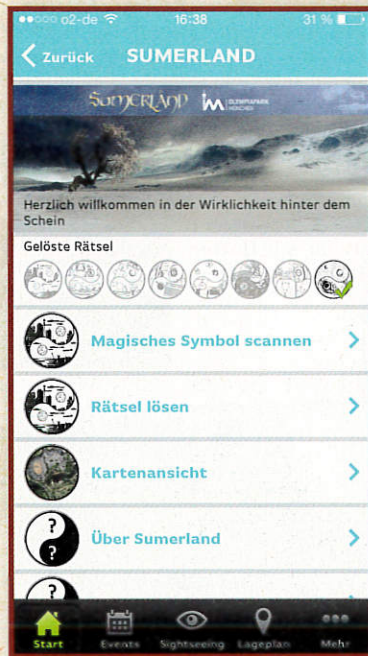 o2-de 16:38 31 %
Zurück SUMERLAND
SUMERLAND im OLYMPIAPARK
MÜNCHEN
Herzlich willkommen in der Wirklichkeit hinter dem
Schein
Gelöste Rätsel
Magisches Symbol scannen
Rätsel lösen
Kartenansicht
? Über Sumerland
?
?
Start Events Sightseeing Lageplan Mehr